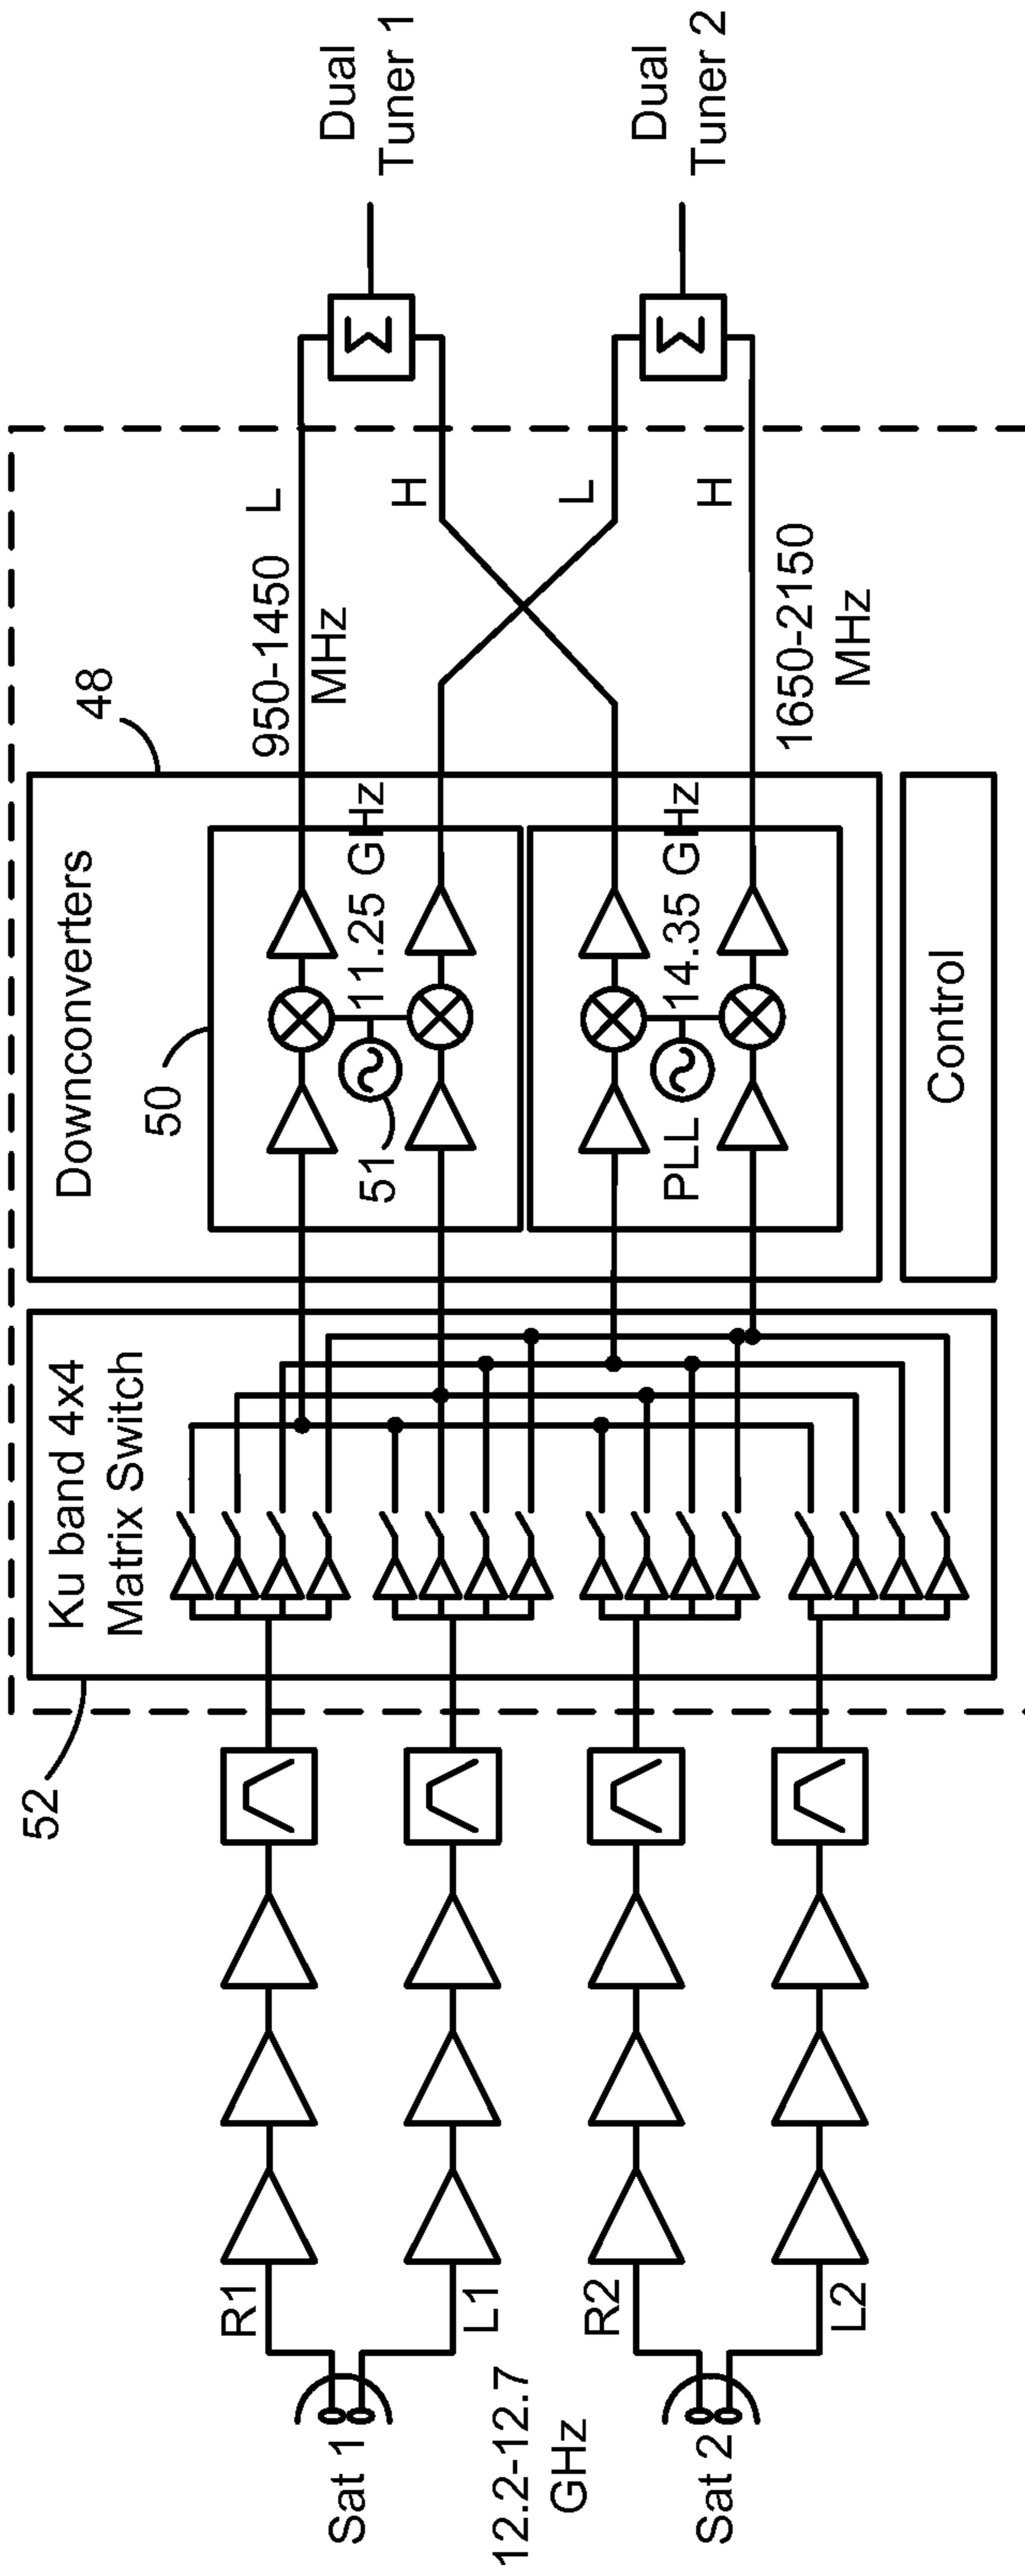 52
Ku band 4x4
Matrix Switch
Downconverters
48
50
51
11.25 GHz
PLL
14.35 GHz
Control
950-1450
MHz
L
H
L
H
1650-2150
MHz
Dual
Tuner 1
Dual
Tuner 2
Σ
Σ
Sat 1
R1
L1
12.2-12.7
GHz
Sat 2
R2
L2